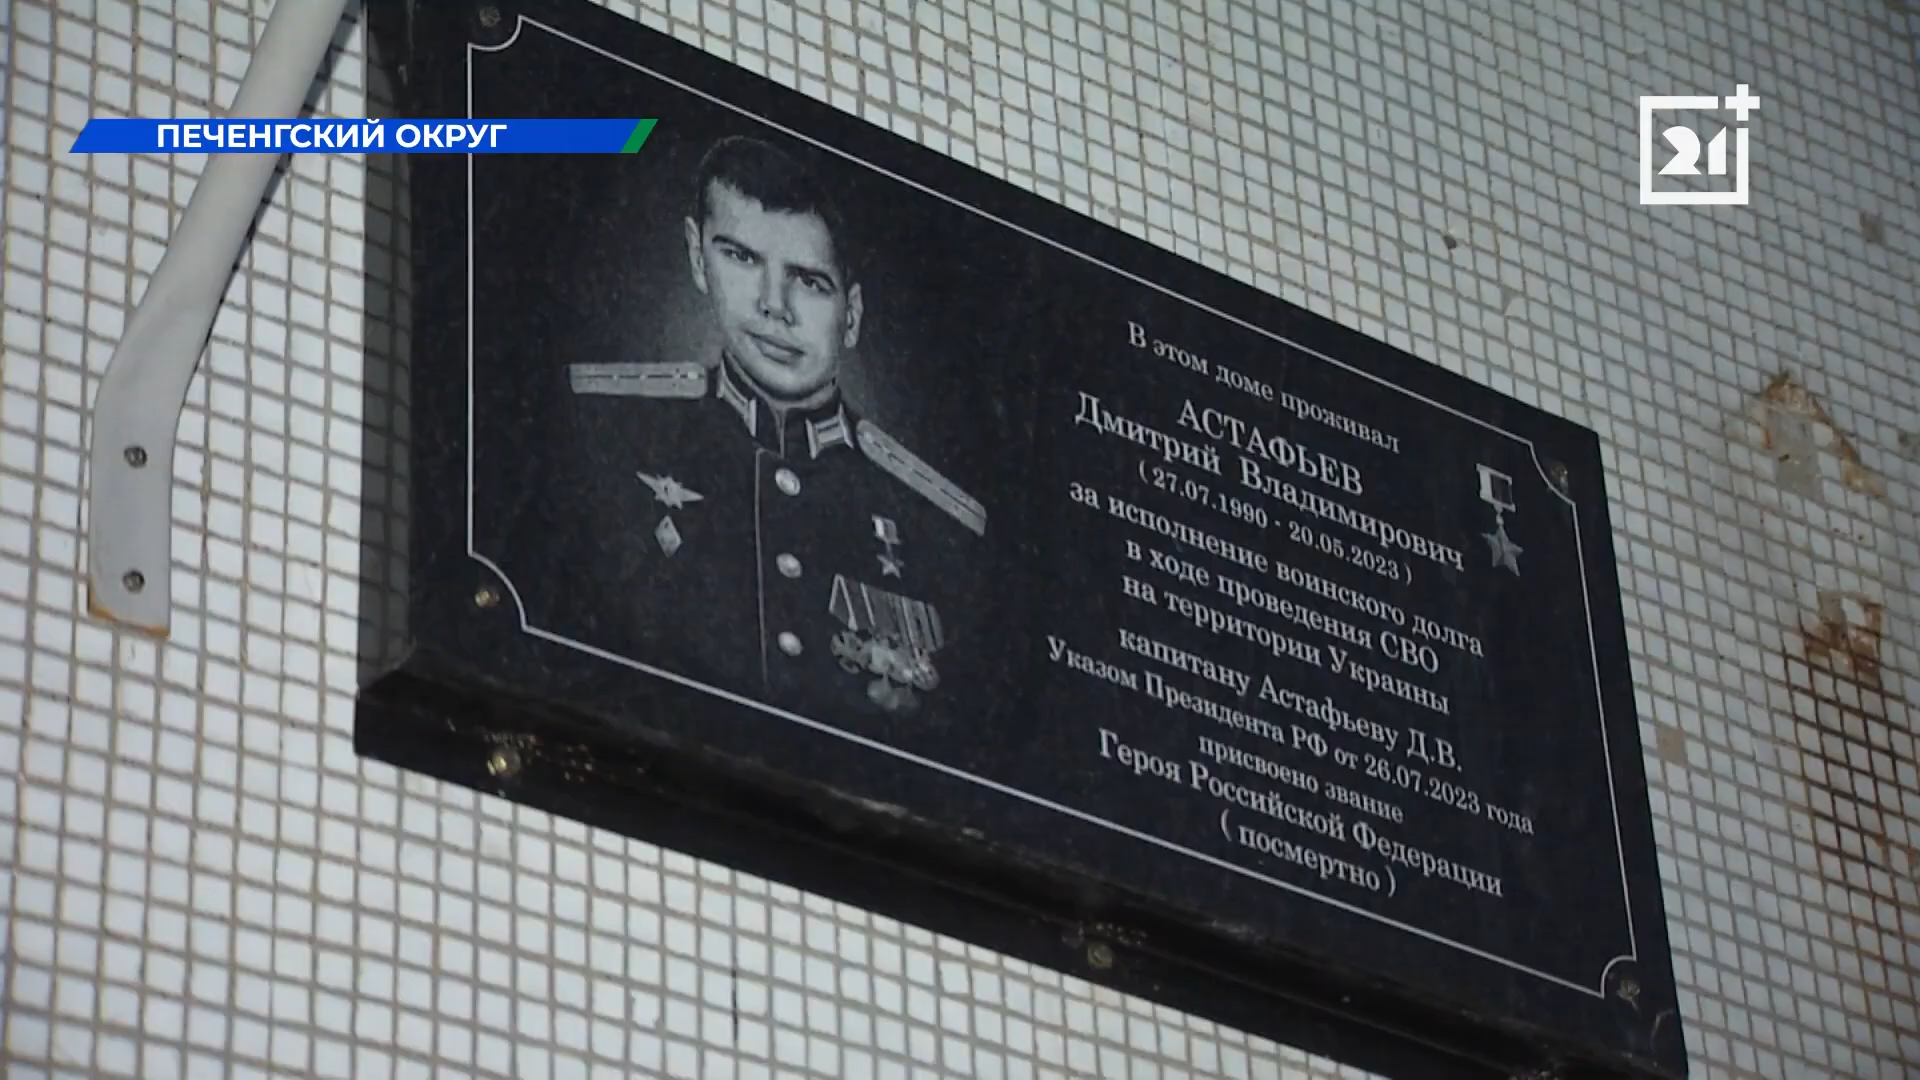 ПЕЧЕНГСКИЙ ОКРУГ
21+
В этом доме проживал
АСТАФЬЕВ
Дмитрий Владимирович
( 27.07.1990 - 20.05.2023 )
за исполнение воинского долга
в ходе проведения СВО
на территории Украины
капитану Астафьеву Д.В.
Указом Президента РФ от 26.07.2023 года
присвоено звание
Героя Российской Федерации
( посмертно )